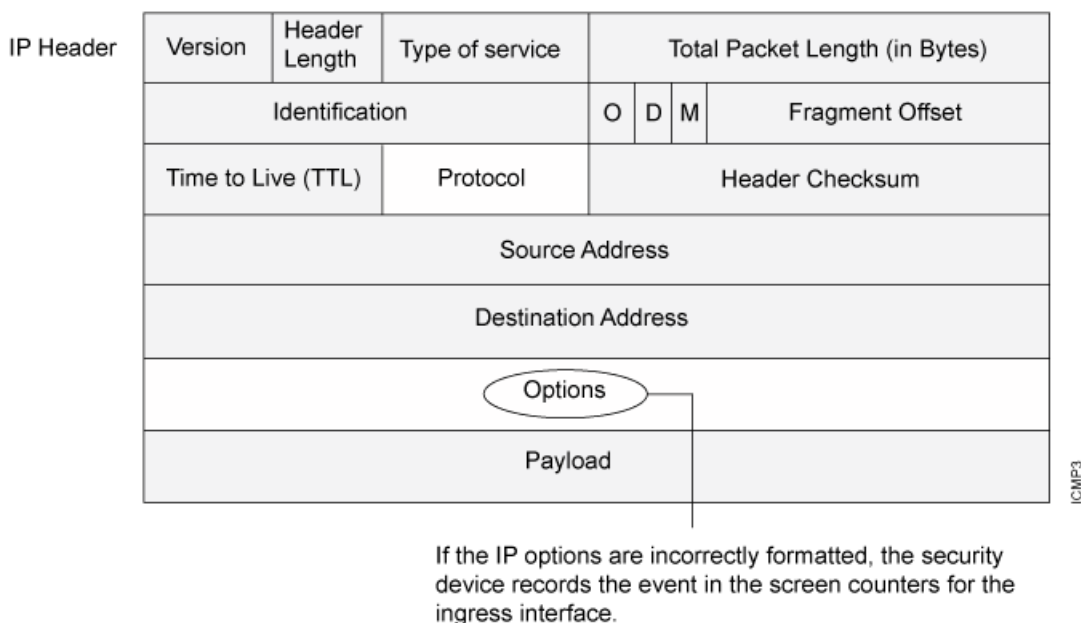 IP Header
Version
Header
Length
Type of service
Total Packet Length (in Bytes)
Identification
O
D
M
Fragment Offset
Time to Live (TTL)
Protocol
Header Checksum
Source Address
Destination Address
Options
Payload
ICMP3
If the IP options are incorrectly formatted, the security
device records the event in the screen counters for the
ingress interface.